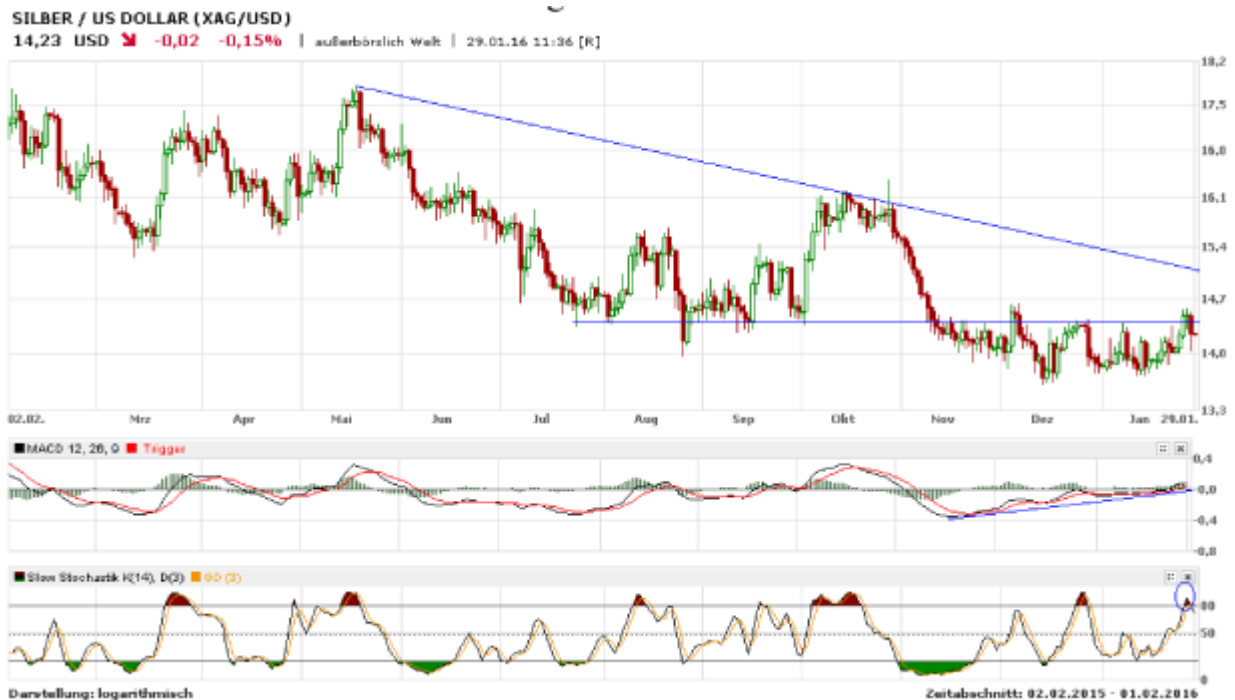 SILBER / US DOLLAR (XAG/USD)
14,23 USD -0,02 -0,15% | außerbörslich Welt | 29.01.16 11:36 [R]
18,2
17,5
16,8
16,1
15,4
14,7
14,0
13,3
02.02. Mrz Apr Mai Jun Jul Aug Sep Okt Nov Dez Jan 29.01.
MACD 12, 26, 9 Trigger
0,4
0,0
-0,4
-0,8
Slow Stochastik K(14), D(3) SD (3)
80
50
0
Darstellung: logarithmisch Zeitabschnitt: 02.02.2015 - 01.02.2016